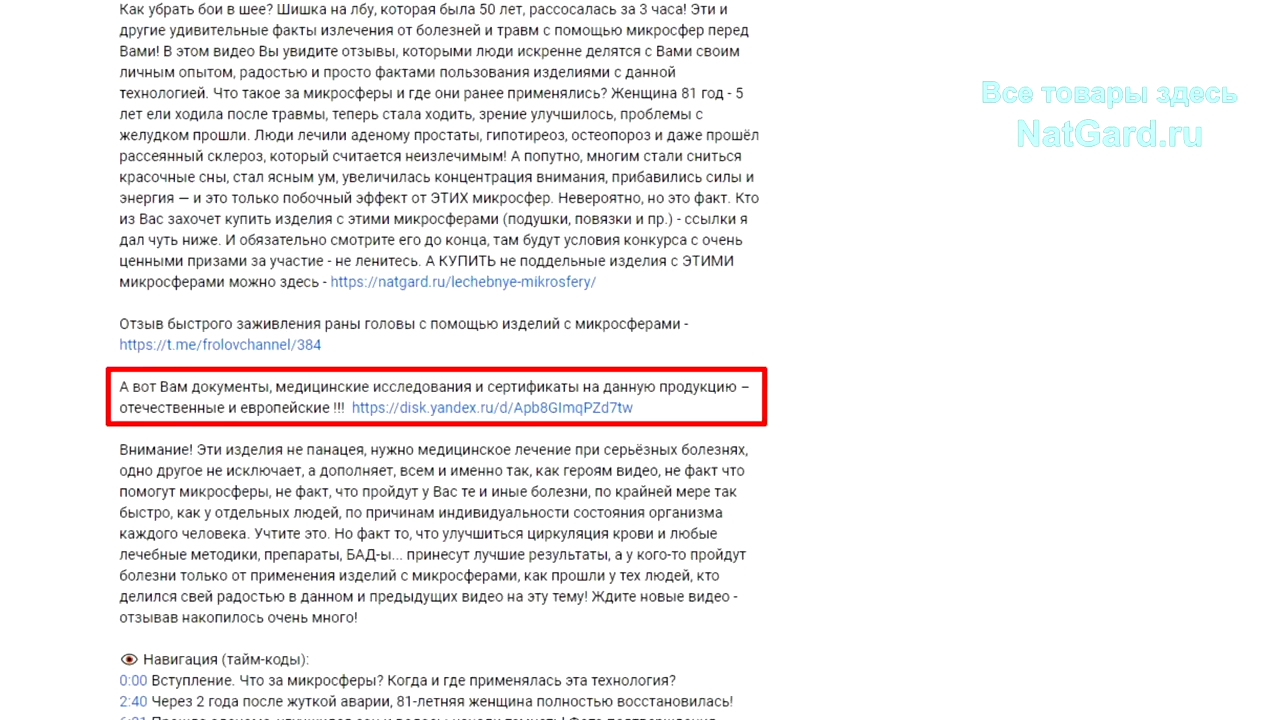 Как убрать бои в шее? Шишка на лбу, которая была 50 лет, рассосалась за 3 часа! Эти и
другие удивительные факты излечения от болезней и травм с помощью микросфер перед
Вами! В этом видео Вы увидите отзывы, которыми люди искренне делятся с Вами своим
личным опытом, радостью и просто фактами пользования изделиями с данной
технологией. Что такое за микросферы и где они ранее применялись? Женщина 81 год - 5
лет ели ходила после травмы, теперь стала ходить, зрение улучшилось, проблемы с
желудком прошли. Люди лечили аденому простаты, гипотиреоз, остеопороз и даже прошёл
рассеянный склероз, который считается неизлечимым! А попутно, многим стали сниться
красочные сны, стал ясным ум, увеличилась концентрация внимания, прибавились силы и
энергия — и это только побочный эффект от ЭТИХ микросфер. Невероятно, но это факт. Кто
из Вас захочет купить изделия с этими микросферами (подушки, повязки и пр.) - ссылки я
дал чуть ниже. И обязательно смотрите его до конца, там будут условия конкурса с очень
ценными призами за участие - не ленитесь. А КУПИТЬ не поддельные изделия с ЭТИМИ
микросферами можно здесь - https://natgard.ru/lechebnye-mikrosfery/
Отзыв быстрого заживления раны головы с помощью изделий с микросферами -
https://t.me/frolovchannel/384
А вот Вам документы, медицинские исследования и сертификаты на данную продукцию –
отечественные и европейские !!! https://disk.yandex.ru/d/Apb8GImqPZd7tw
Внимание! Эти изделия не панацея, нужно медицинское лечение при серьёзных болезнях,
одно другое не исключает, а дополняет, всем и именно так, как героям видео, не факт что
помогут микросферы, не факт, что пройдут у Вас те и иные болезни, по крайней мере так
быстро, как у отдельных людей, по причинам индивидуальности состояния организма
каждого человека. Учтите это. Но факт то, что улучшиться циркуляция крови и любые
лечебные методики, препараты, БАД-ы... принесут лучшие результаты, а у кого-то пройдут
болезни только от применения изделий с микросферами, как прошли у тех людей, кто
делился свей радостью в данном и предыдущих видео на эту тему! Ждите новые видео -
отзывав накопилось очень много!
Навигация (тайм-коды):
0:00 Вступление. Что за микросферы? Когда и где применялась эта технология?
2:40 Через 2 года после жуткой аварии, 81-летняя женщина полностью восстановилась!
Все товары здесь
NatGard.ru